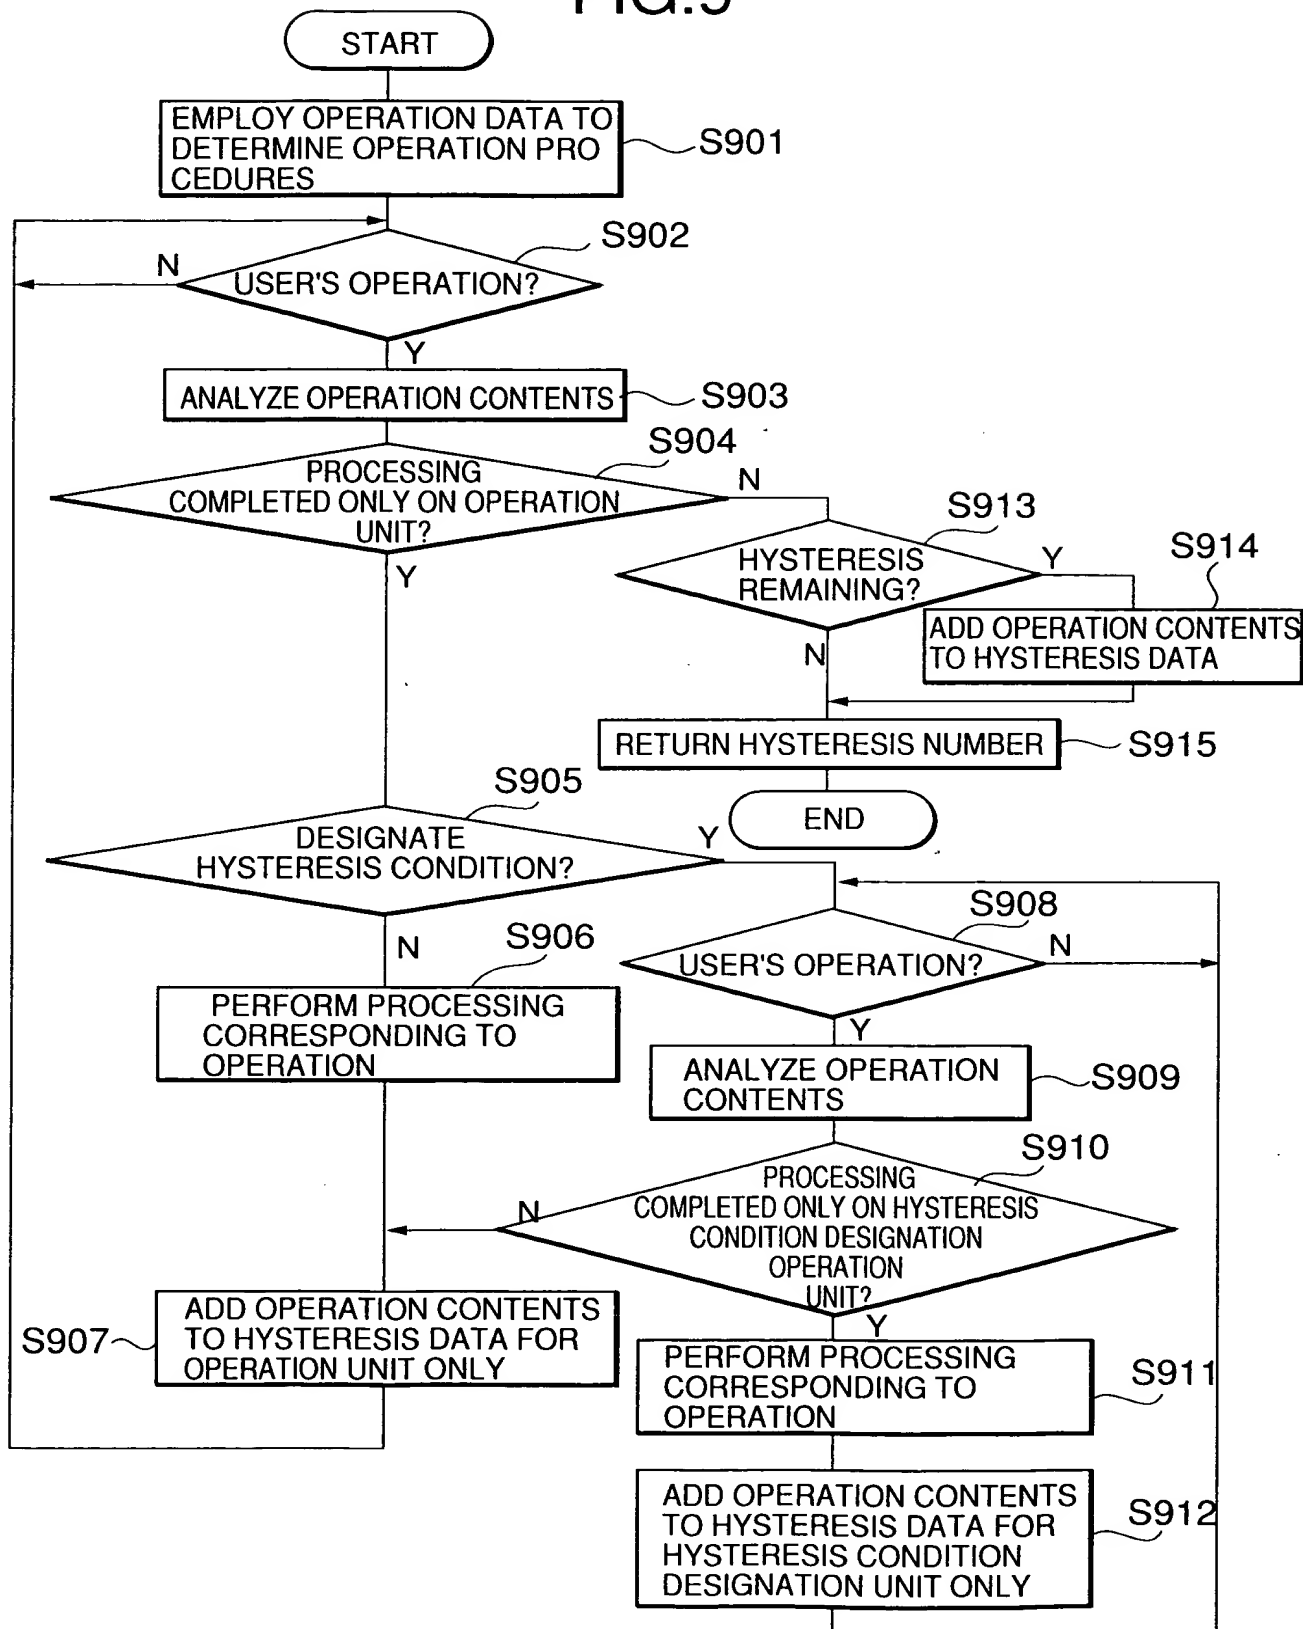 START
EMPLOY OPERATION DATA TO
DETERMINE OPERATION PRO
CEDURES
S901
S902
N
USER'S OPERATION?
Y
ANALYZE OPERATION CONTENTS
S903
S904
PROCESSING
COMPLETED ONLY ON OPERATION
UNIT?
N
Y
S913
HYSTERESIS
REMAINING?
Y
N
S914
ADD OPERATION CONTENTS
TO HYSTERESIS DATA
RETURN HYSTERESIS NUMBER
S915
END
S905
DESIGNATE
HYSTERESIS CONDITION?
Y
N
S906
PERFORM PROCESSING
CORRESPONDING TO
OPERATION
S908
USER'S OPERATION?
N
Y
ANALYZE OPERATION
CONTENTS
S909
S910
PROCESSING
COMPLETED ONLY ON HYSTERESIS
CONDITION DESIGNATION
OPERATION
UNIT?
N
Y
S907
ADD OPERATION CONTENTS
TO HYSTERESIS DATA FOR
OPERATION UNIT ONLY
PERFORM PROCESSING
CORRESPONDING TO
OPERATION
S911
ADD OPERATION CONTENTS
TO HYSTERESIS DATA FOR
HYSTERESIS CONDITION
DESIGNATION UNIT ONLY
S912